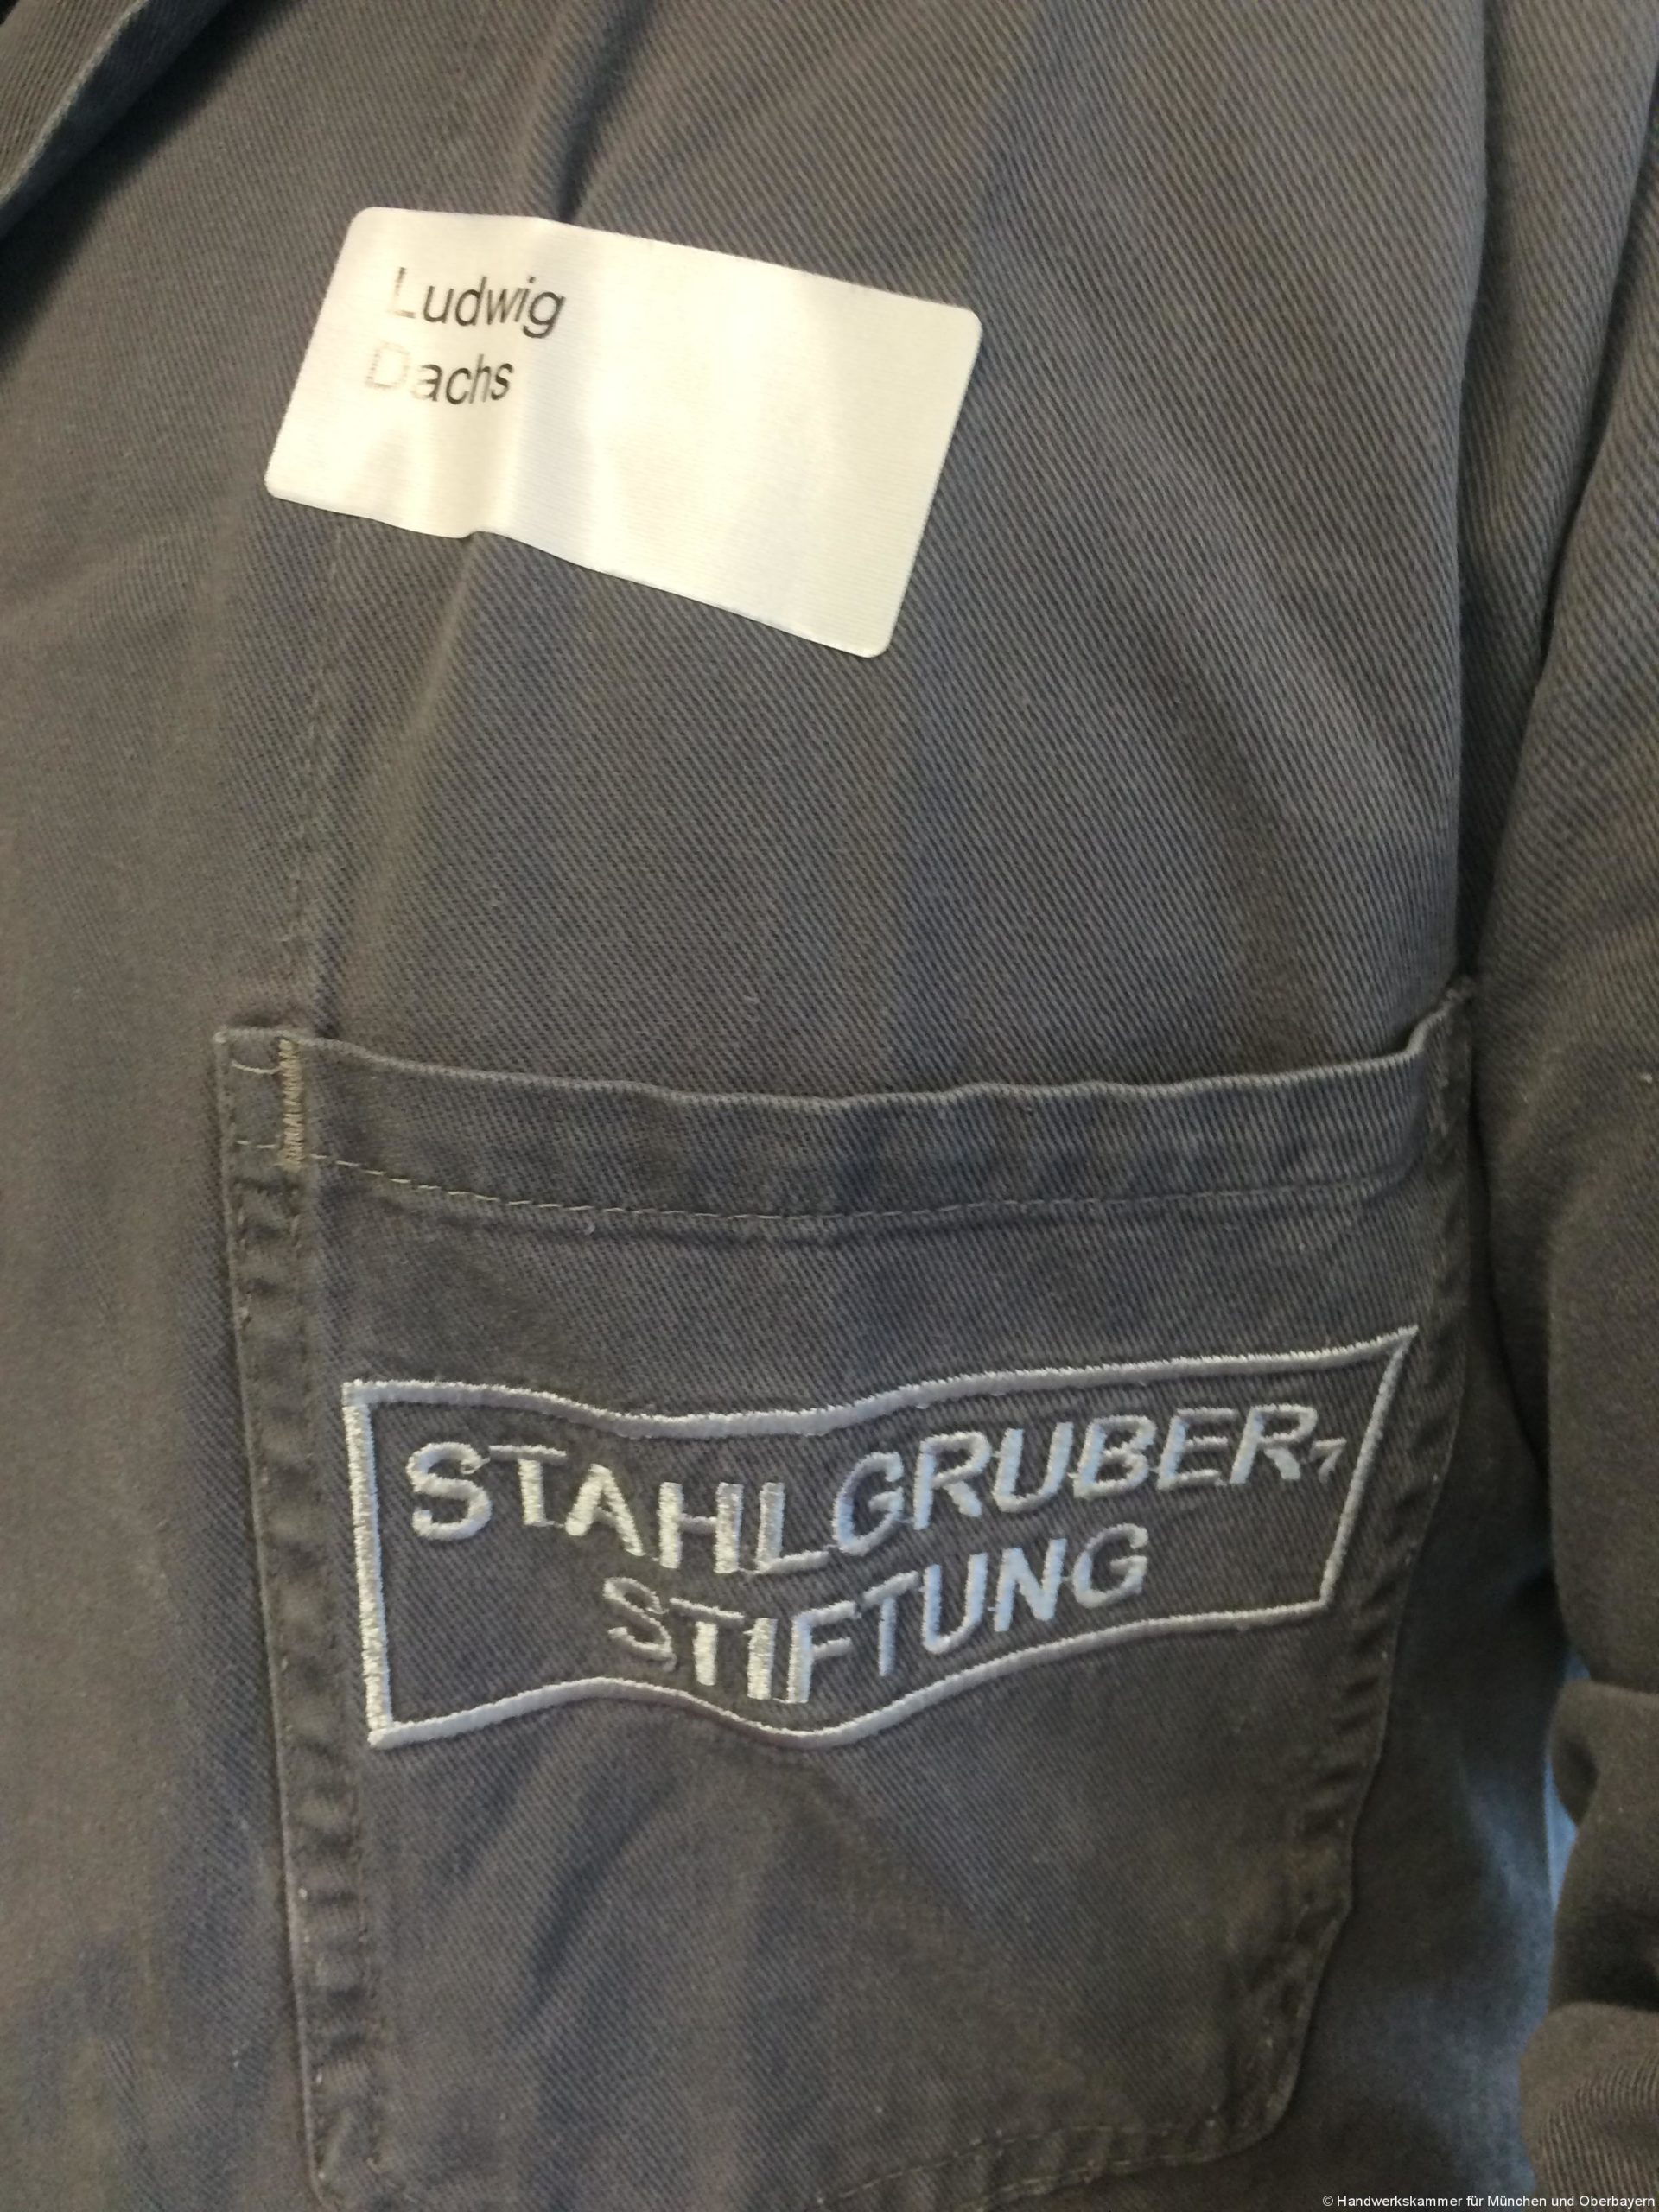 Ludwig
Dachs
STAHLGRUBER
STIFTUNG
© Handwerkskammer für München und Oberbayern